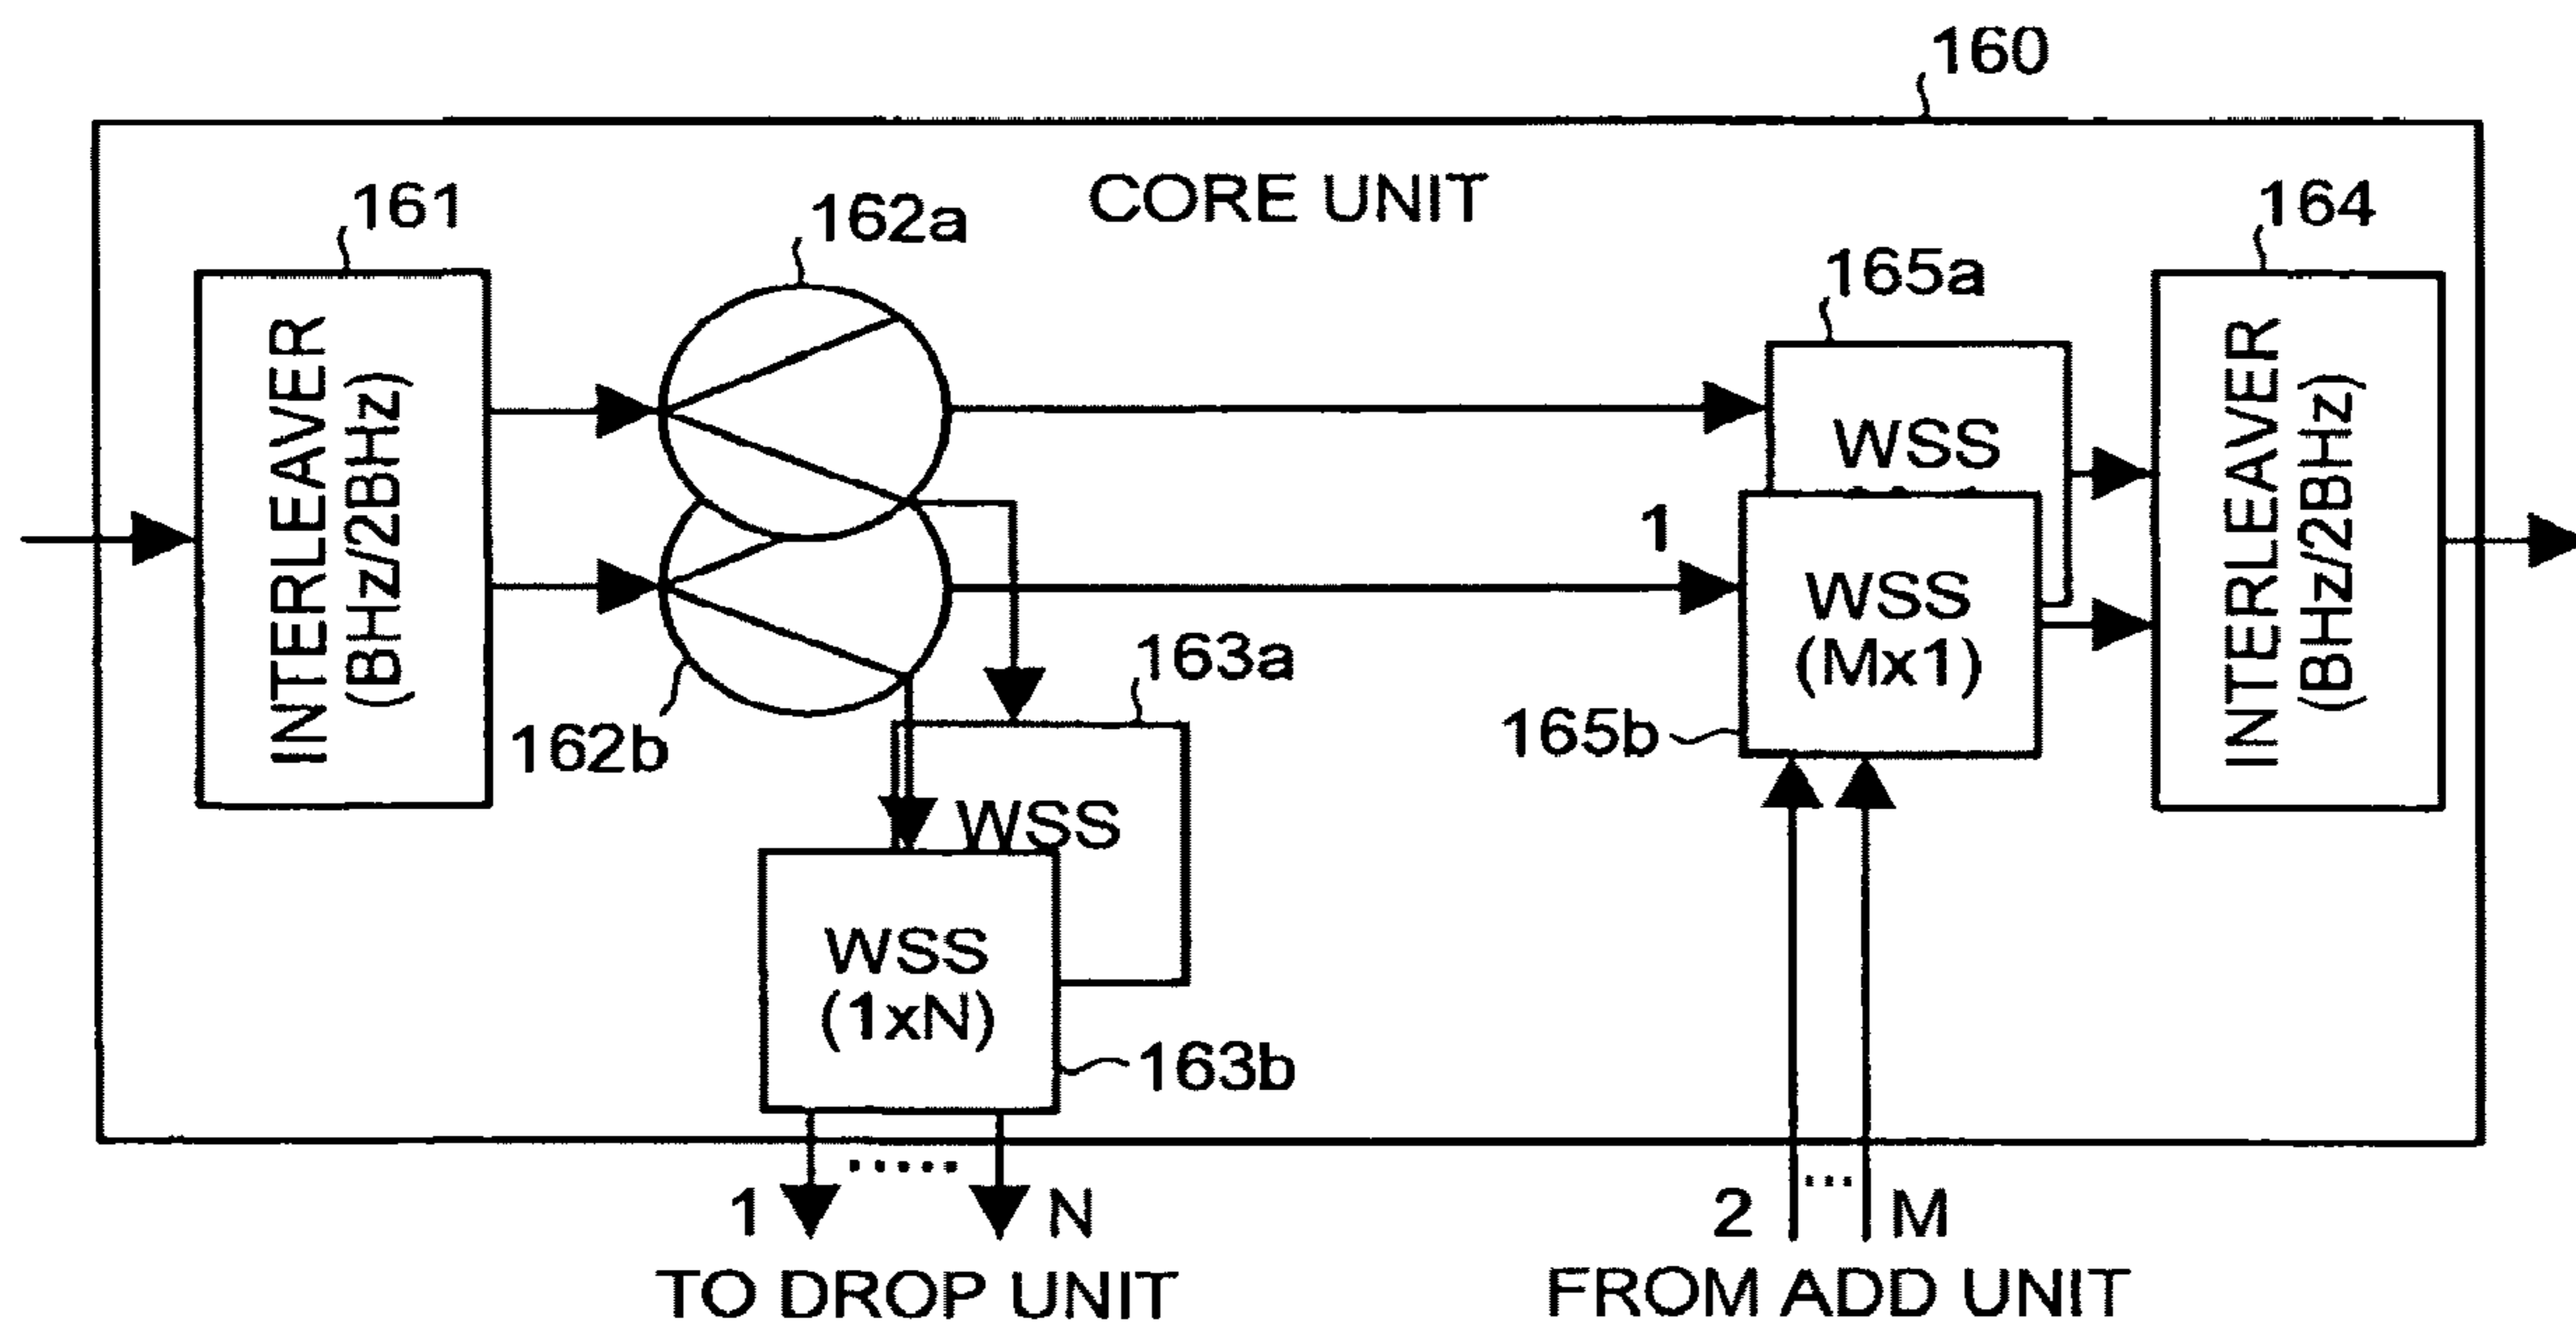 160
CORE UNIT
161
162a
165a
164
INTERLEAVER
(BHz/2BHz)
WSS
1
WSS
(Mx1)
INTERLEAVER
(BHz/2BHz)
162b
163a
165b
WSS
WSS
(1xN)
163b
1
.....
N
2
...
M
TO DROP UNIT
FROM ADD UNIT